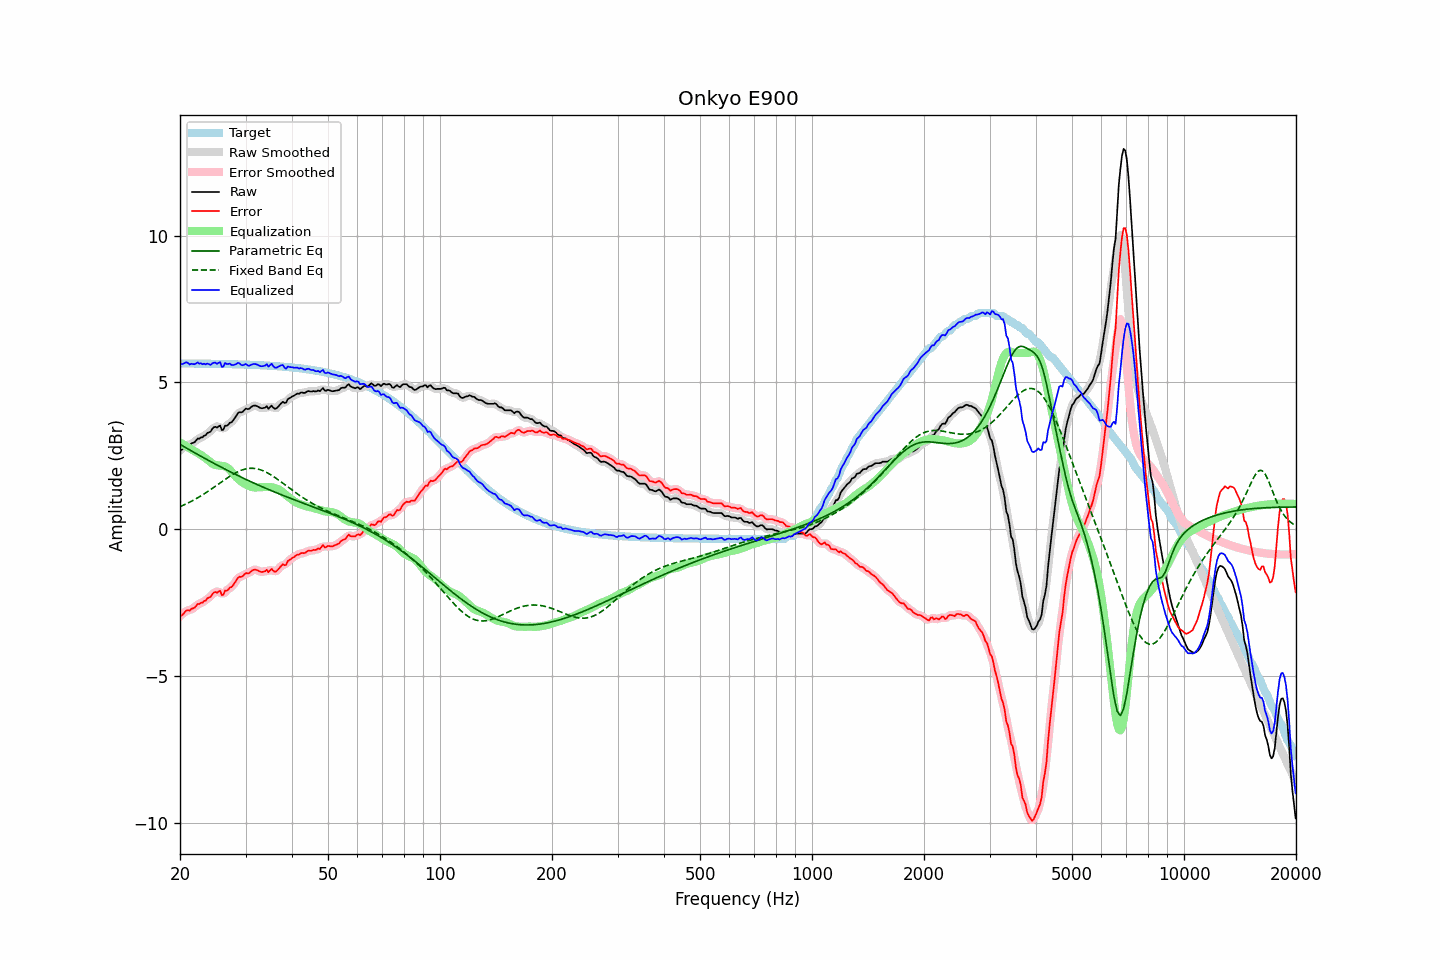 Onkyo E900
Target
Raw Smoothed
Error Smoothed
Raw
Error
Equalization
Parametric Eq
Fixed Band Eq
Equalized
Amplitude (dBr)
10
5
0
−5
−10
20 50 100 200 500 1000 2000 5000 10000 20000
Frequency (Hz)